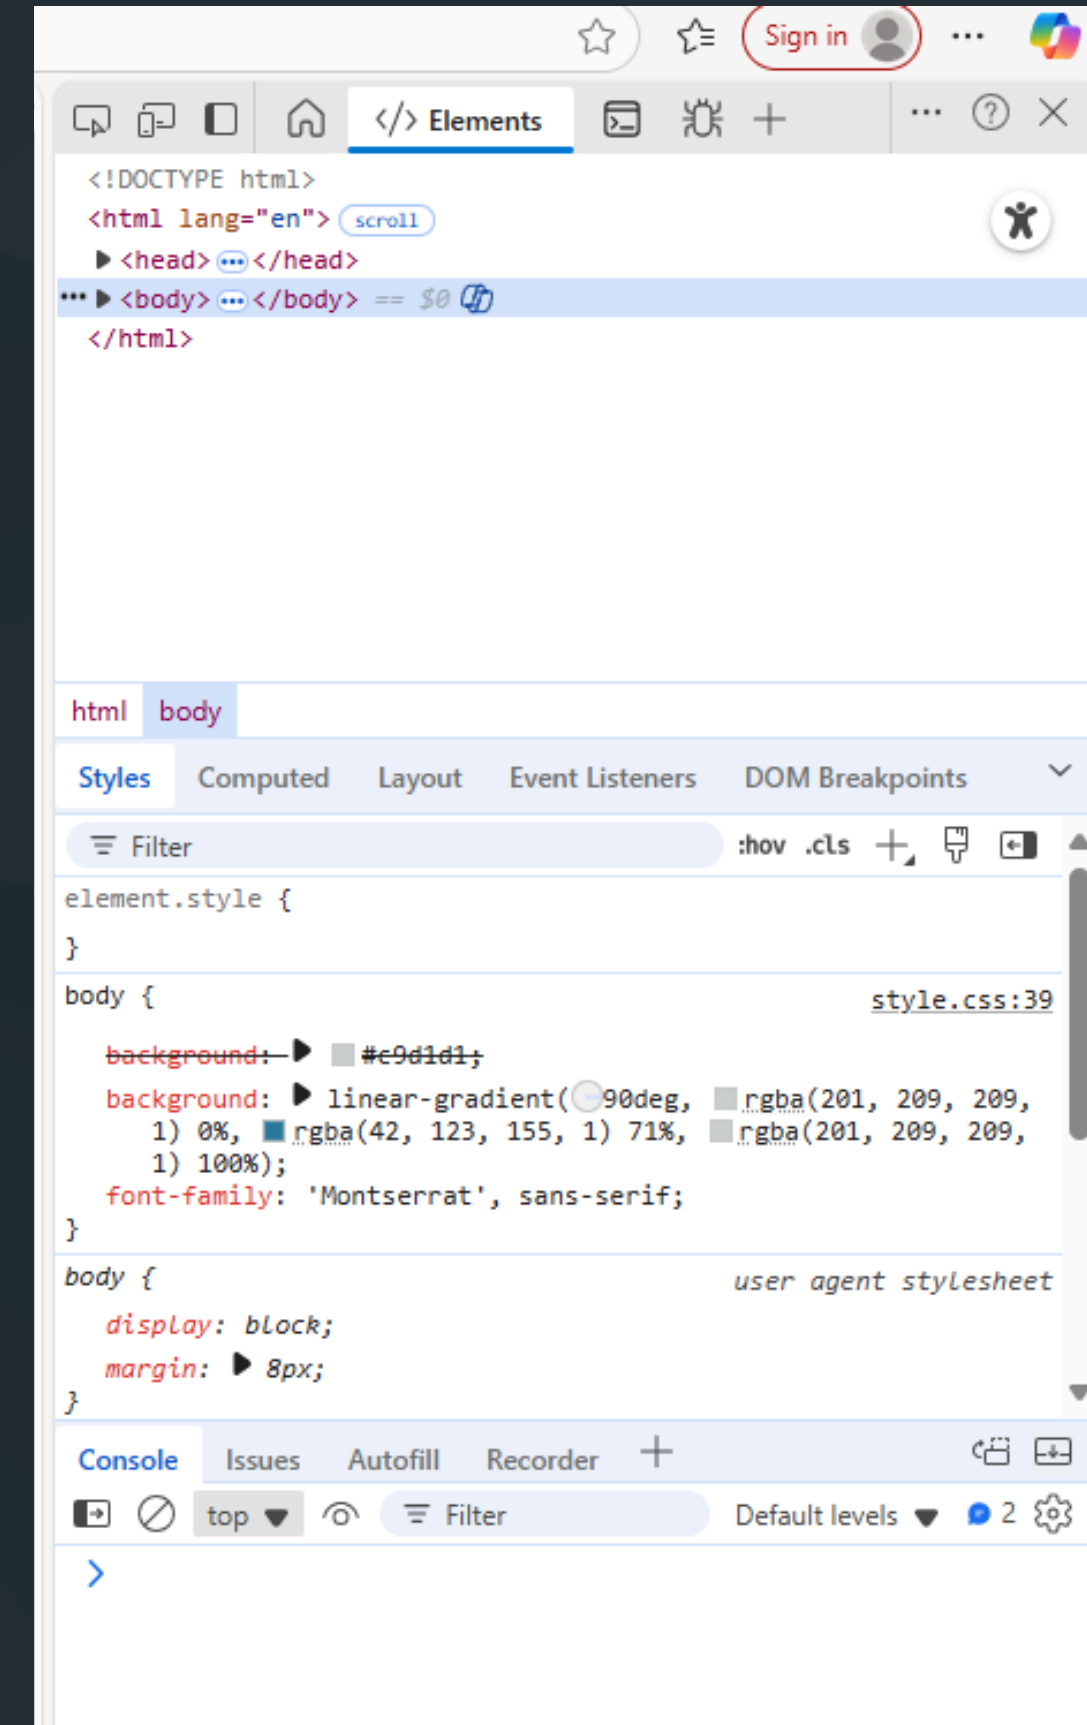 Sign in
</> Elements
<!DOCTYPE html>
<html lang="en"> scroll
<head> ••• </head>
••• <body> ••• </body> == $0
</html>
html body
Styles Computed Layout Event Listeners DOM Breakpoints
Filter :hov .cls
element.style {
}
body { style.css:39
background: #c9d1d1;
background: linear-gradient( 90deg, rgba(201, 209, 209,
1) 0%, rgba(42, 123, 155, 1) 71%, rgba(201, 209, 209,
1) 100%);
font-family: 'Montserrat', sans-serif;
}
body { user agent stylesheet
display: block;
margin: 8px;
}
Console Issues Autofill Recorder
top Filter Default levels 2